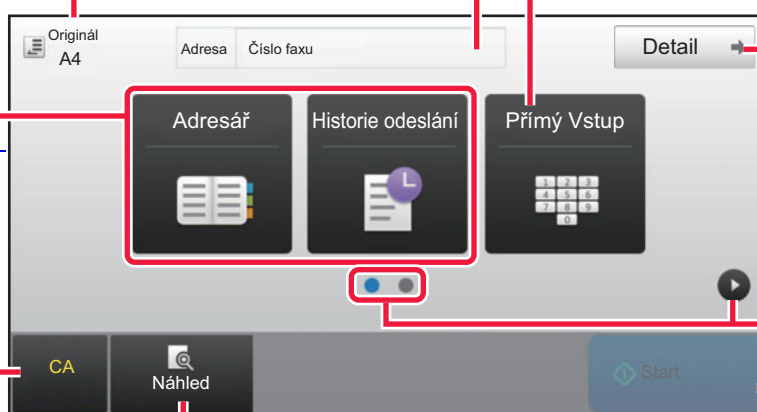 Originál
A4
Adresa Číslo faxu
Detail
Adresář
Historie odeslání
Přímý Vstup
1 2 3
4 5 6
7 8 9
0
CA
Náhled
Start